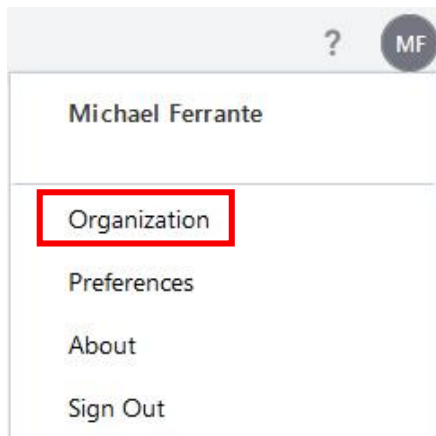 ? MF
Michael Ferrante
Organization
Preferences
About
Sign Out